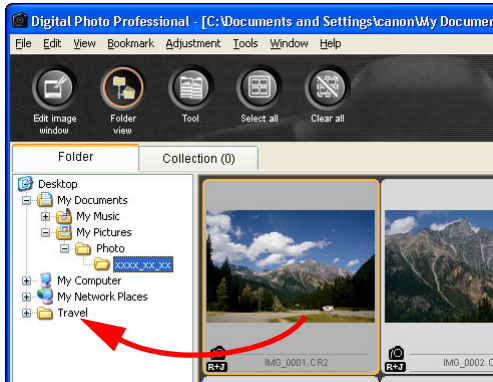 Digital Photo Professional - [C:\Documents and Settings\canon\My Documen
File Edit View Bookmark Adjustment Tools Window Help
Edit image window
Folder view
Tool
Select all
Clear all
Folder
Collection (0)
Desktop
My Documents
My Music
My Pictures
Photo
xxxx_xx_xx
My Computer
My Network Places
Travel
R+J
IMG_0001.CR2
R+J
IMG_0002.C